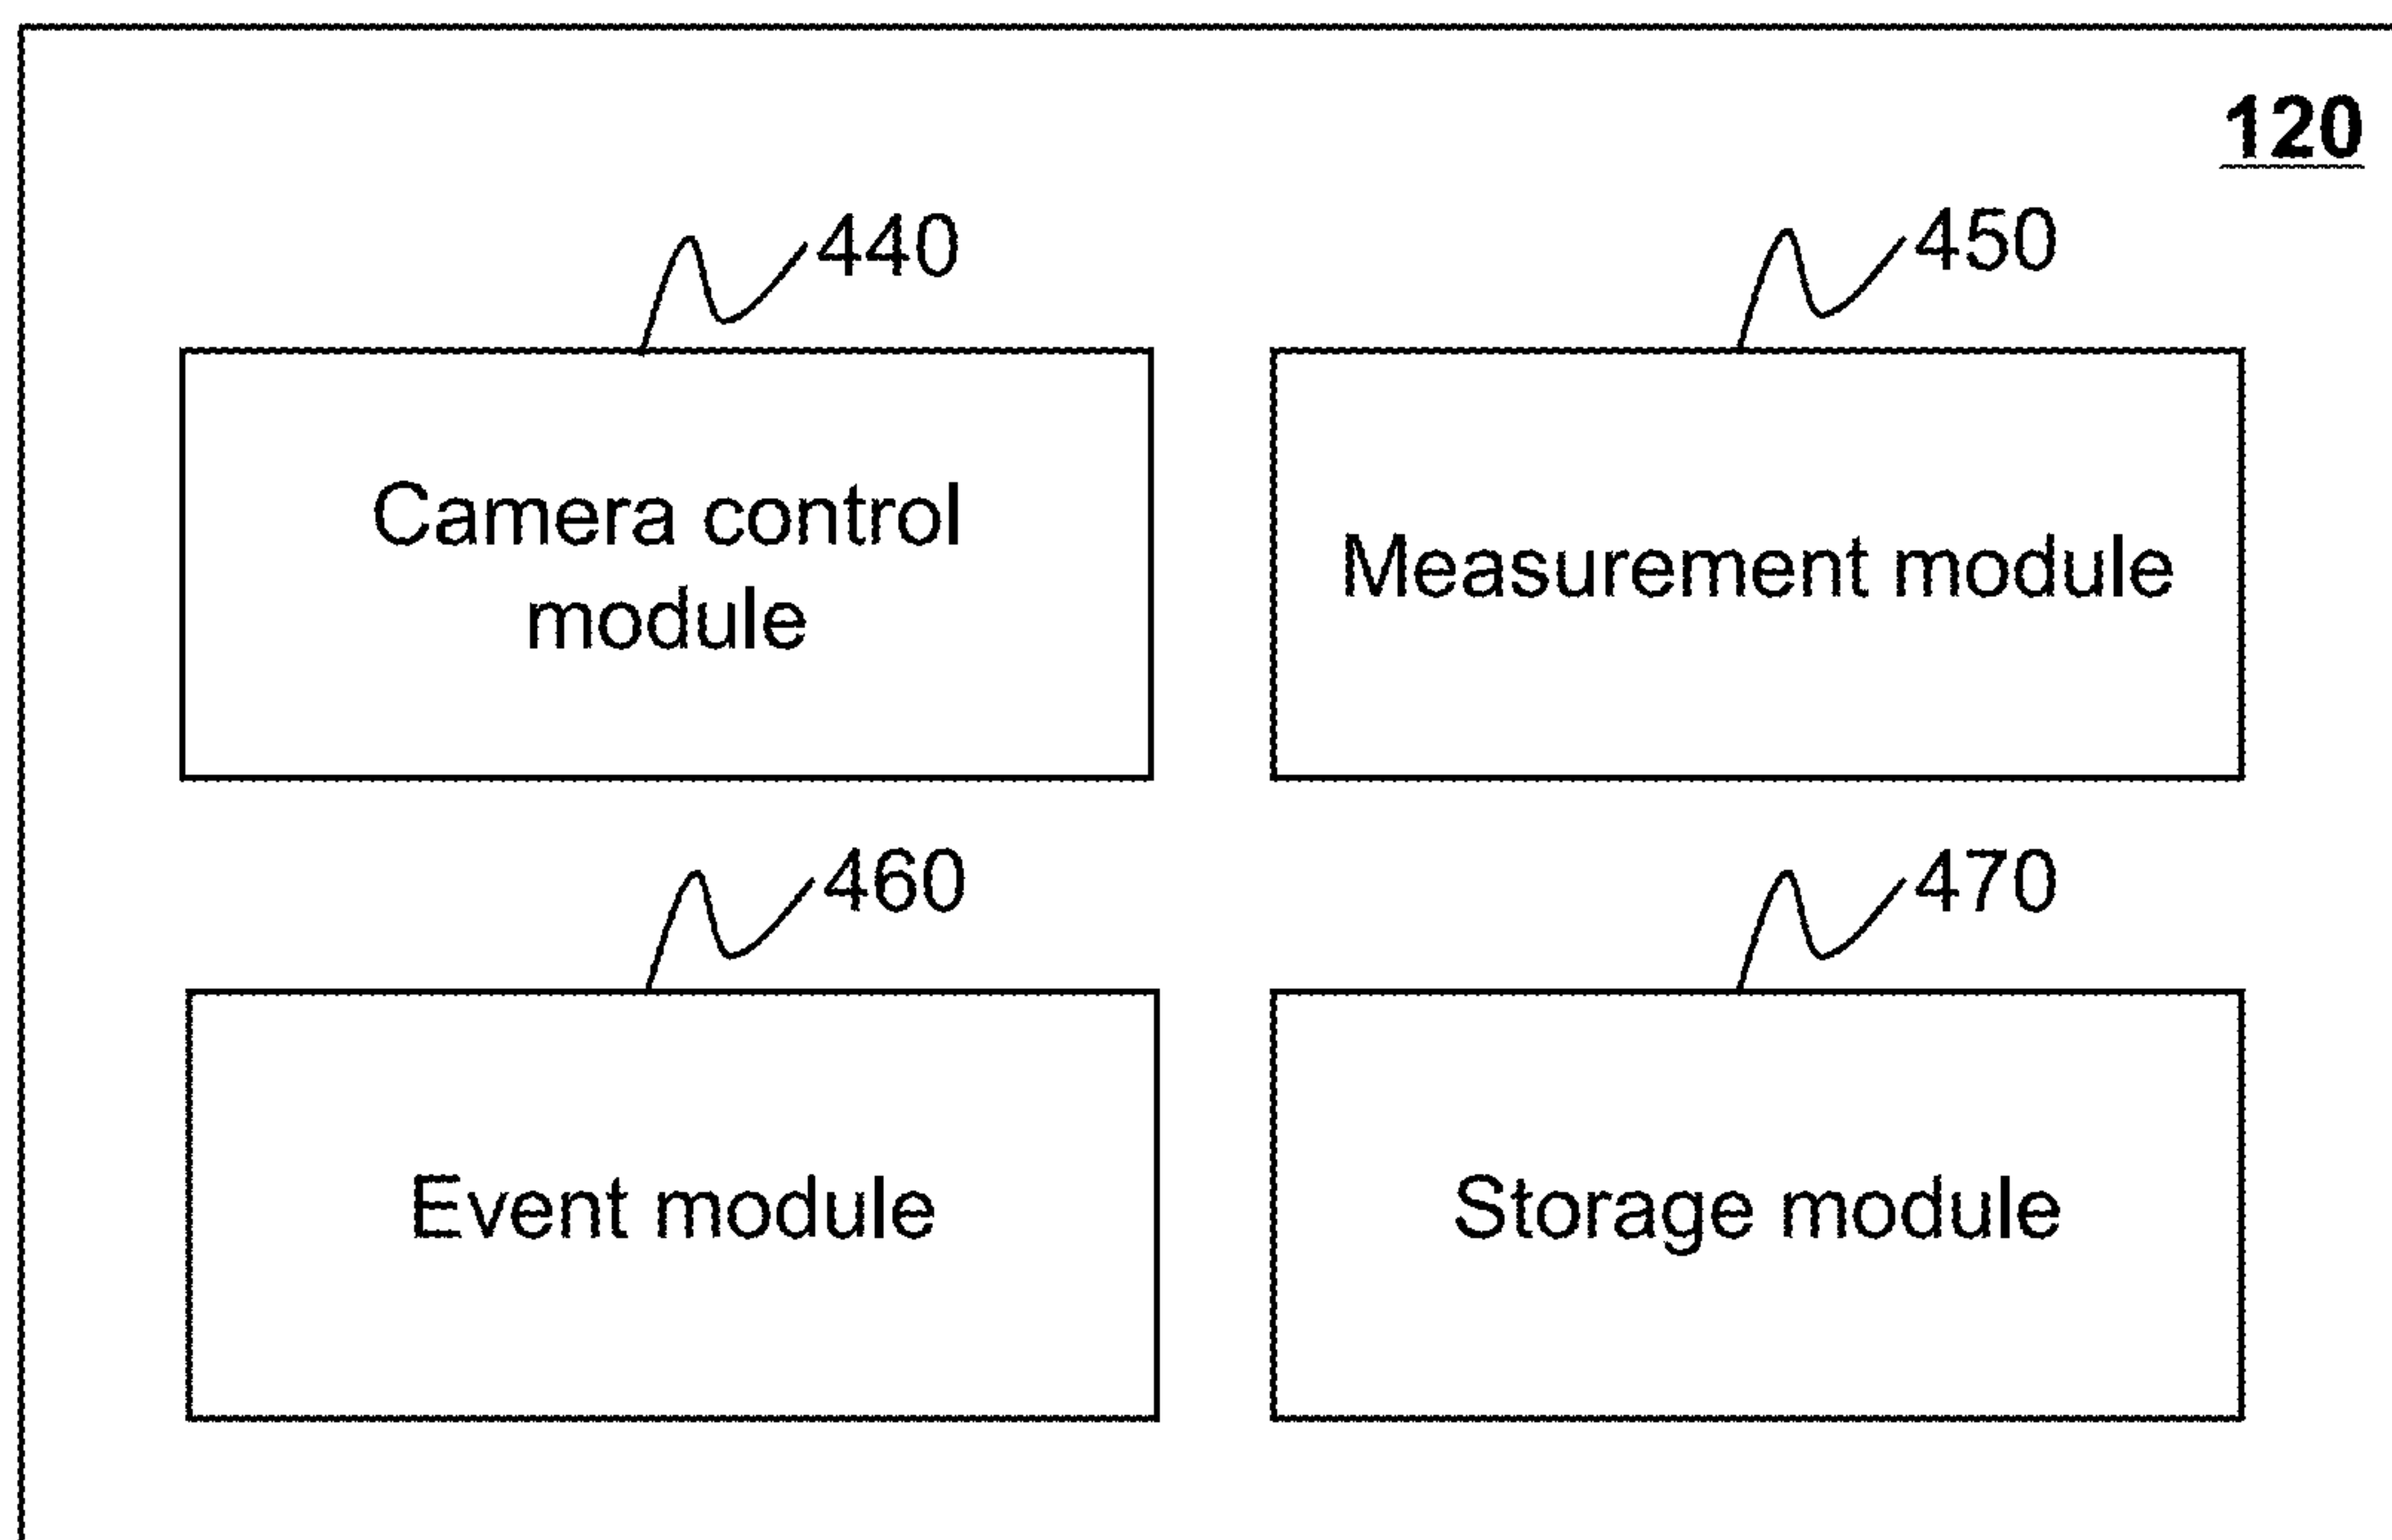 120
440
450
Camera control
module
Measurement module
460
470
Event module
Storage module